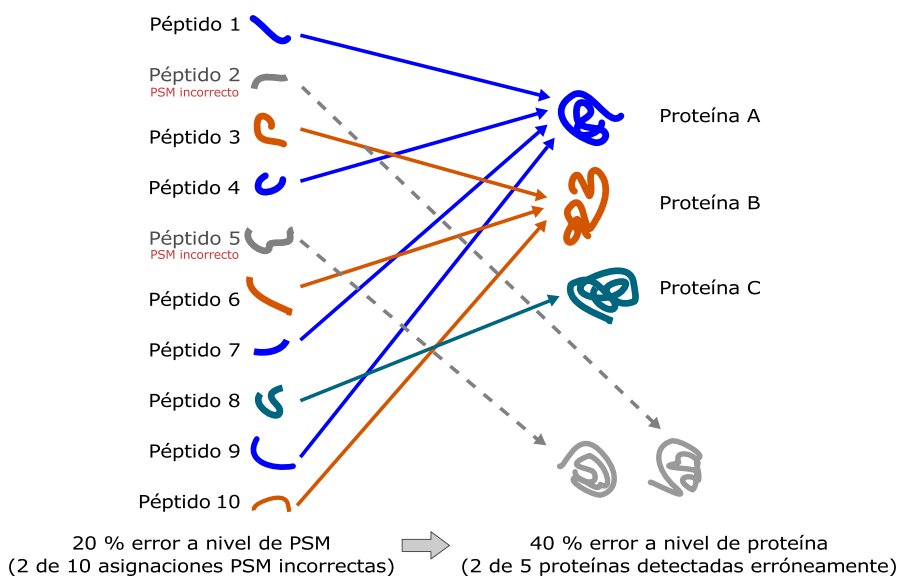 Péptido 1
Péptido 2
PSM incorrecto
Péptido 3
Péptido 4
Péptido 5
PSM incorrecto
Péptido 6
Péptido 7
Péptido 8
Péptido 9
Péptido 10
Proteína A
Proteína B
Proteína C
20 % error a nivel de PSM
(2 de 10 asignaciones PSM incorrectas)
40 % error a nivel de proteína
(2 de 5 proteínas detectadas erróneamente)